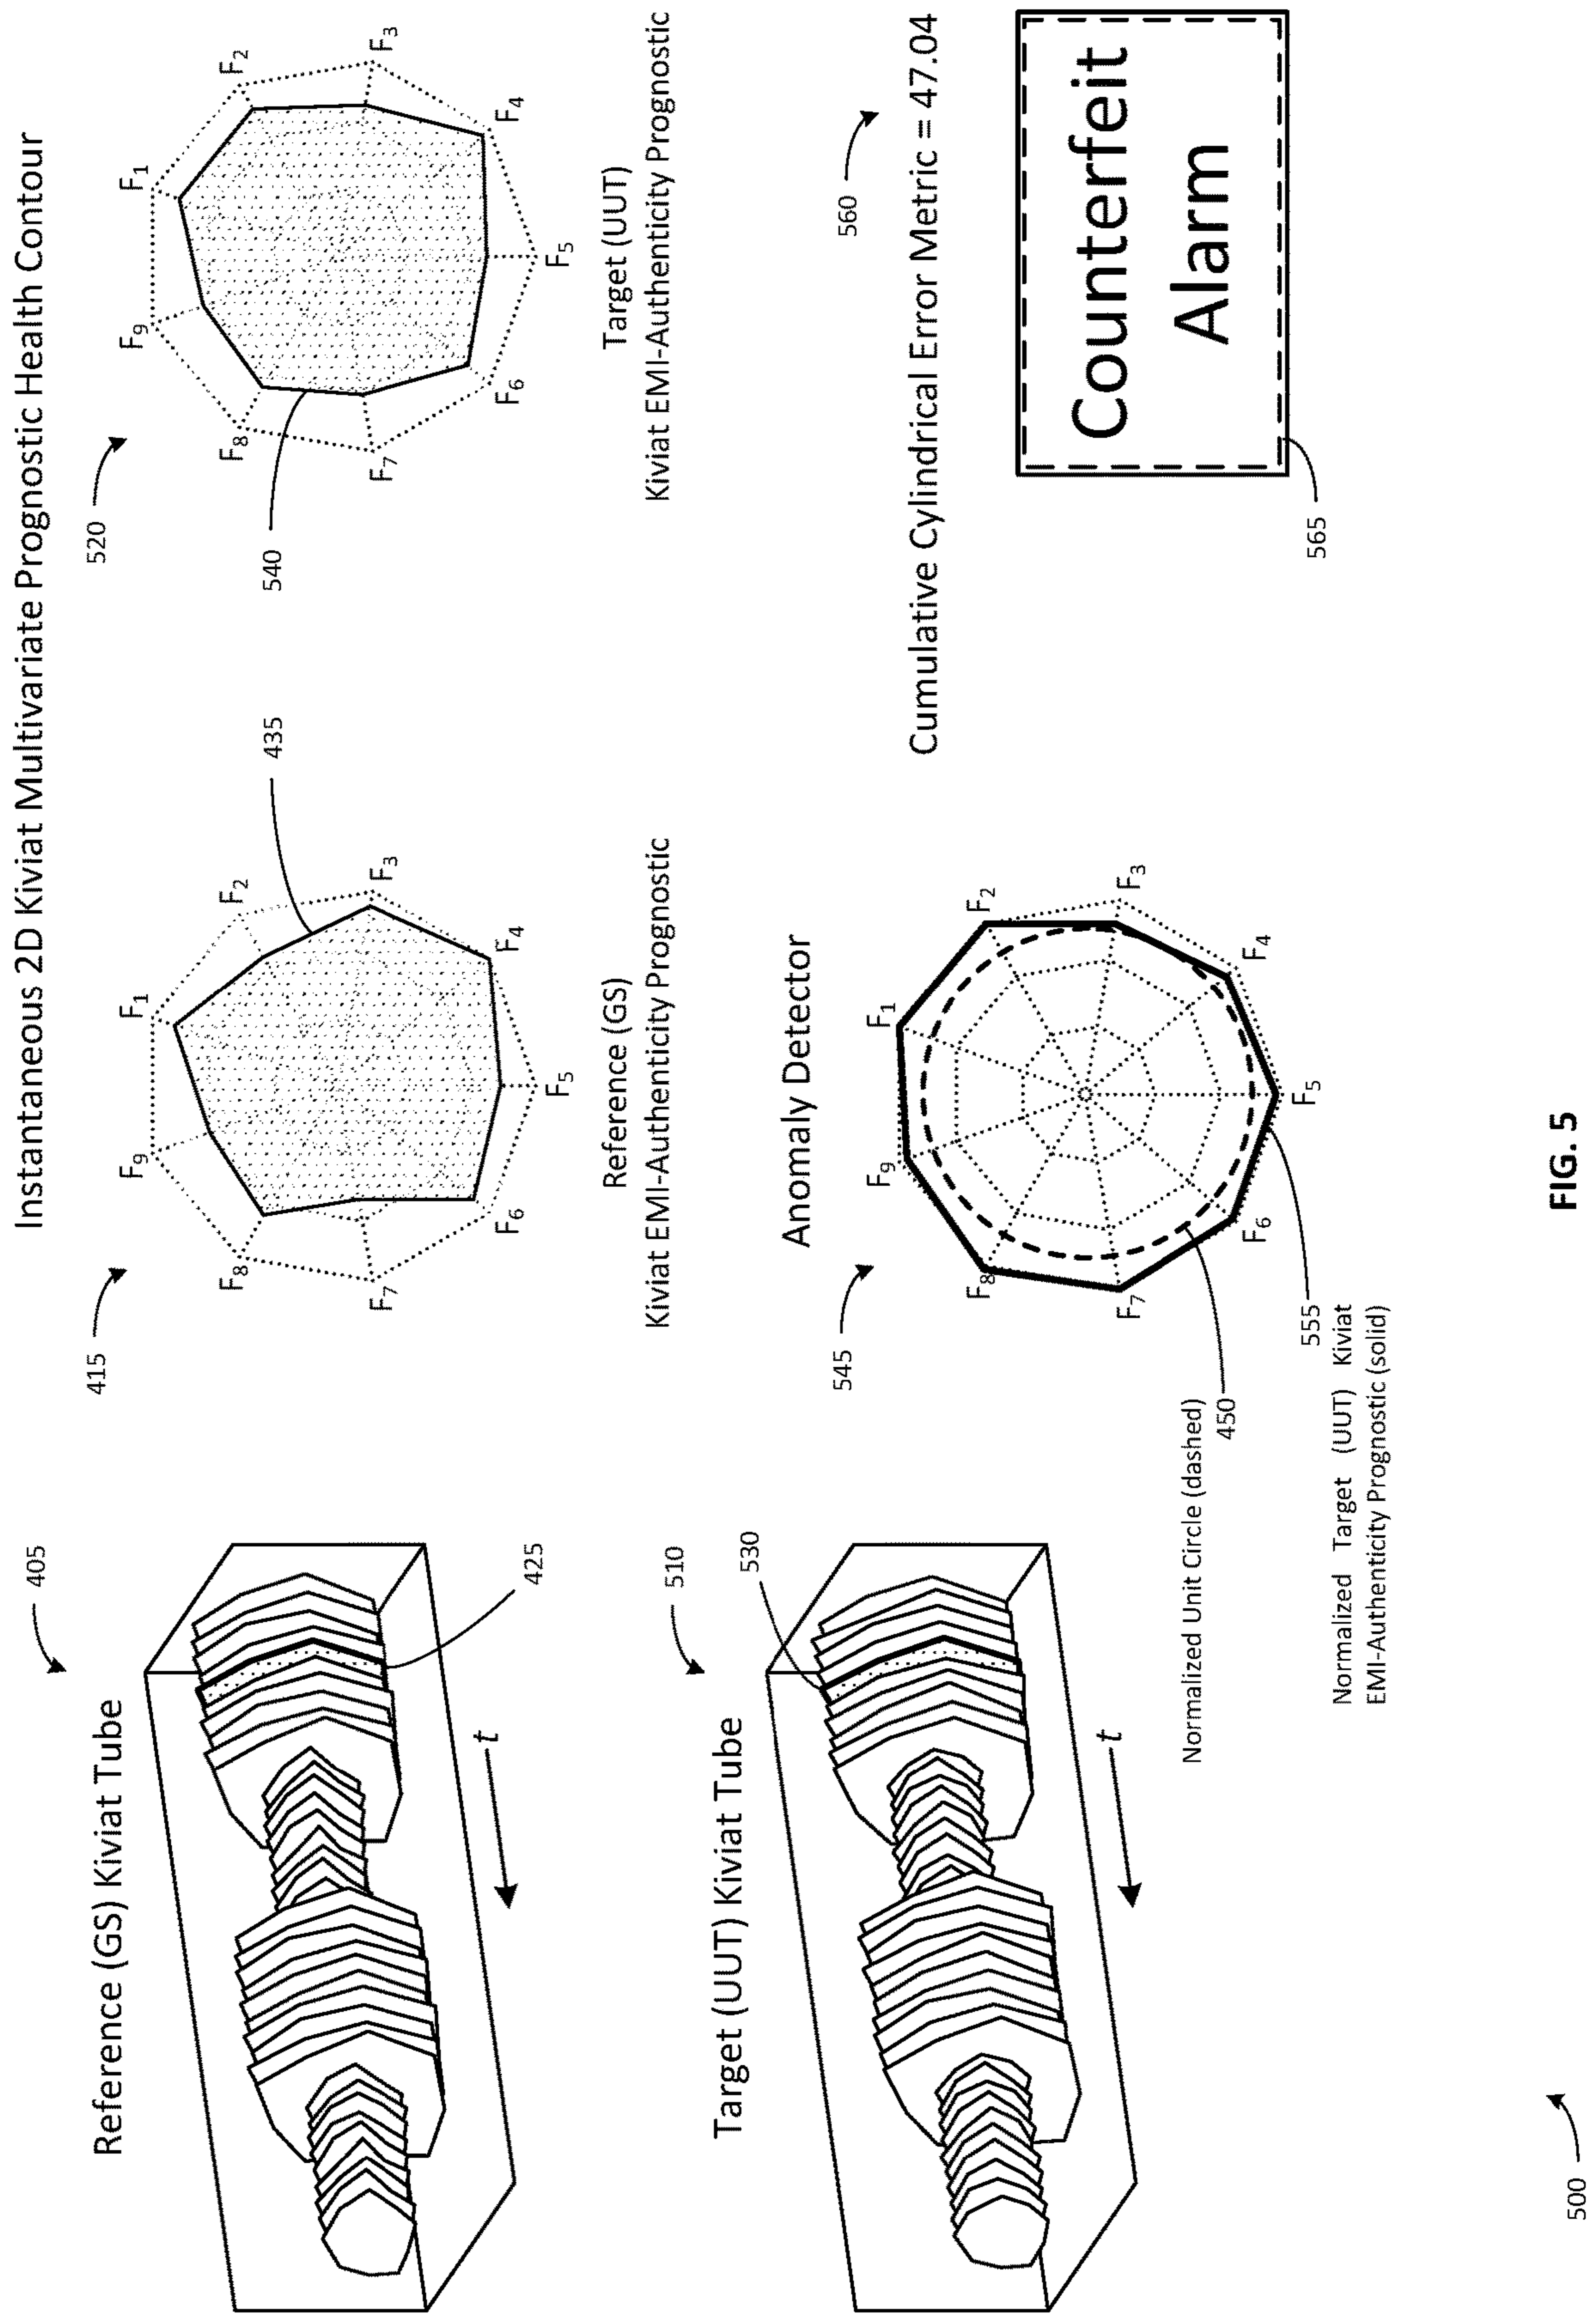 Instantaneous 2D Kiviat Multivariate Prognostic Health Contour
405
Reference (GS) Kiviat Tube
425
t
415
F1
F2
F3
F4
F5
F6
F7
F8
F9
435
Reference (GS)
Kiviat EMI-Authenticity Prognostic
520
F1
F2
F3
F4
F5
F6
F7
F8
F9
540
Target (UUT)
Kiviat EMI-Authenticity Prognostic
510
530
Target (UUT) Kiviat Tube
t
Anomaly Detector
545
F1
F2
F3
F4
F5
F6
F7
F8
F9
Normalized Unit Circle (dashed)
450
555
Normalized Target (UUT) Kiviat
EMI-Authenticity Prognostic (solid)
560
Cumulative Cylindrical Error Metric = 47.04
Counterfeit
Alarm
565
500
FIG. 5